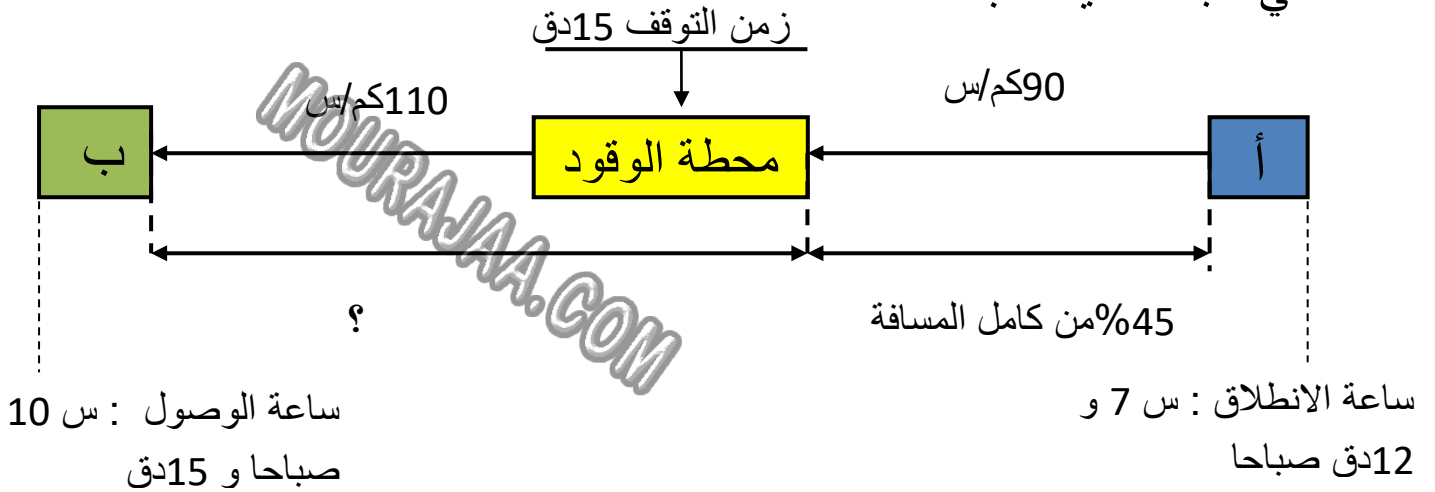 زمن التوقف 15دق
90كم/س
110كم/س
أ
محطة الوقود
ب
45%من كامل المسافة
؟
ساعة الانطلاق : س 7 و
12دق صباحا
ساعة الوصول : س 10
صباحا و 15دق
MOURAJAA.COM